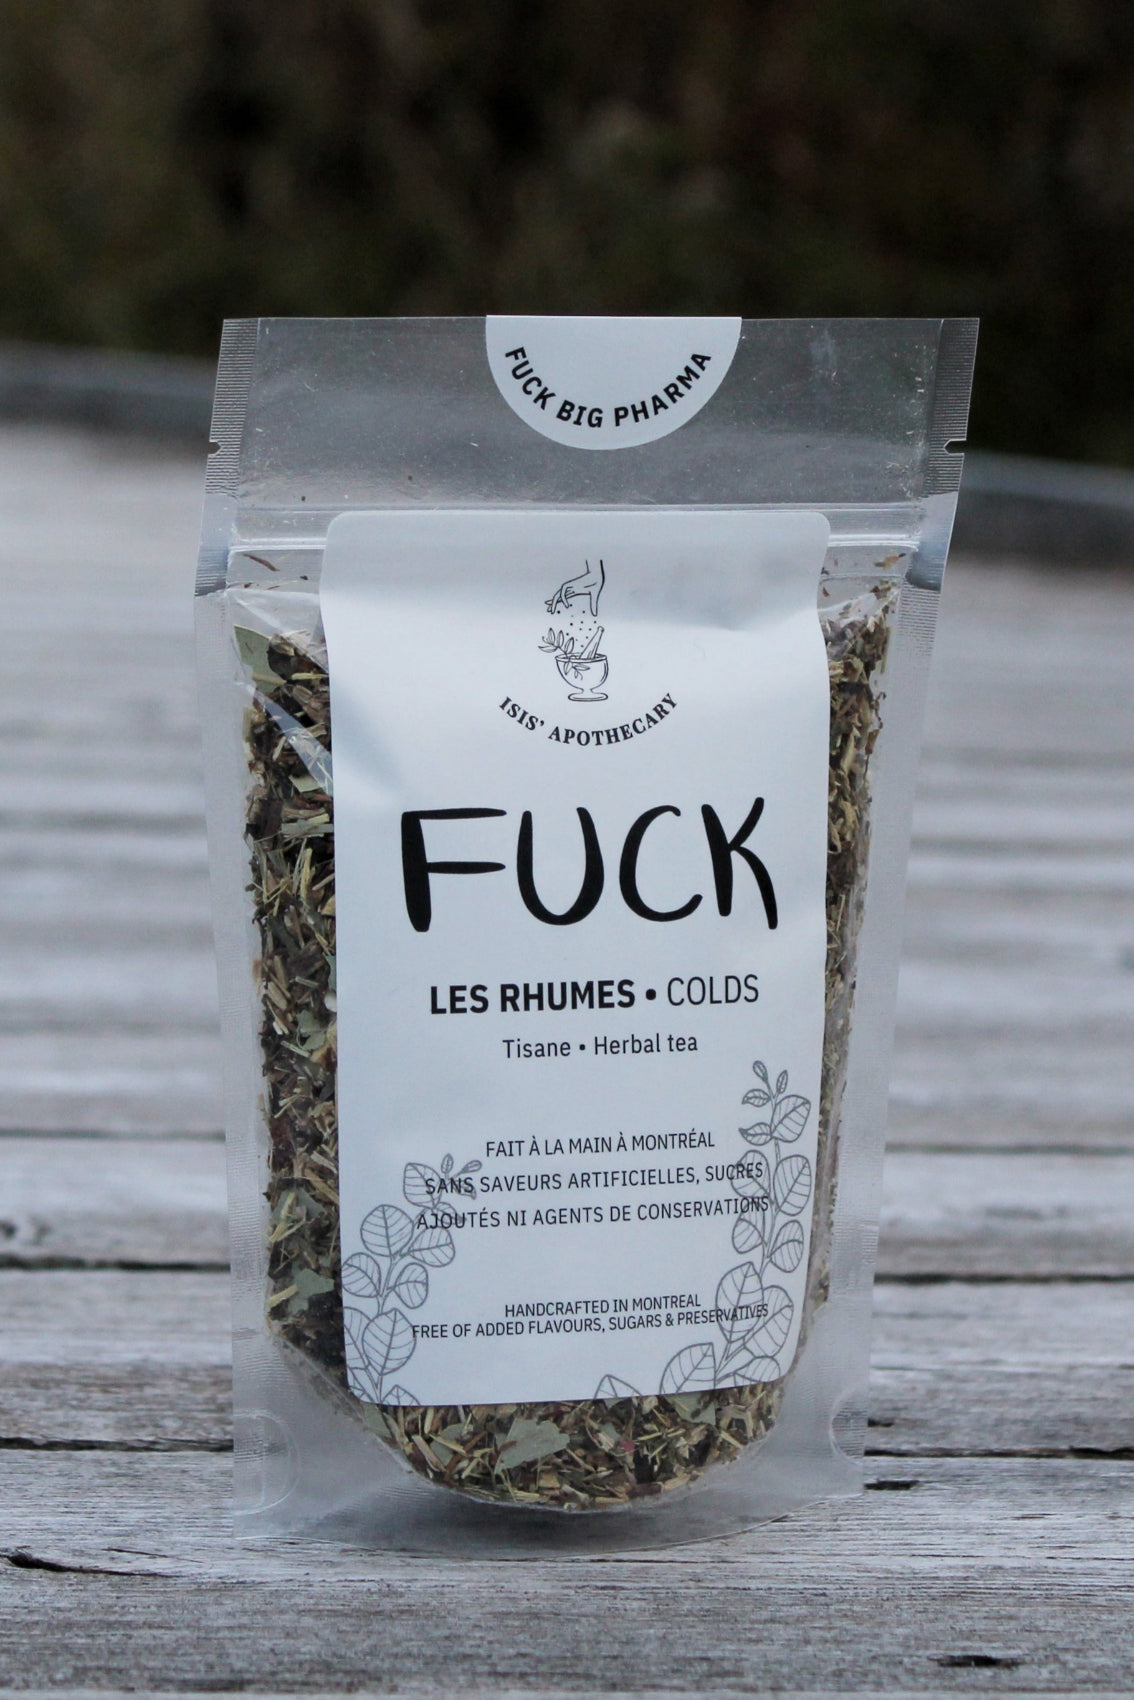 FUCK BIG PHARMA
ISIS' APOTHECARY
FUCK
LES RHUMES • COLDS
Tisane • Herbal tea
FAIT À LA MAIN À MONTRÉAL
SANS SAVEURS ARTIFICIELLES, SUCRES
AJOUTÉS NI AGENTS DE CONSERVATIONS
HANDCRAFTED IN MONTREAL
FREE OF ADDED FLAVOURS, SUGARS & PRESERVATIVES